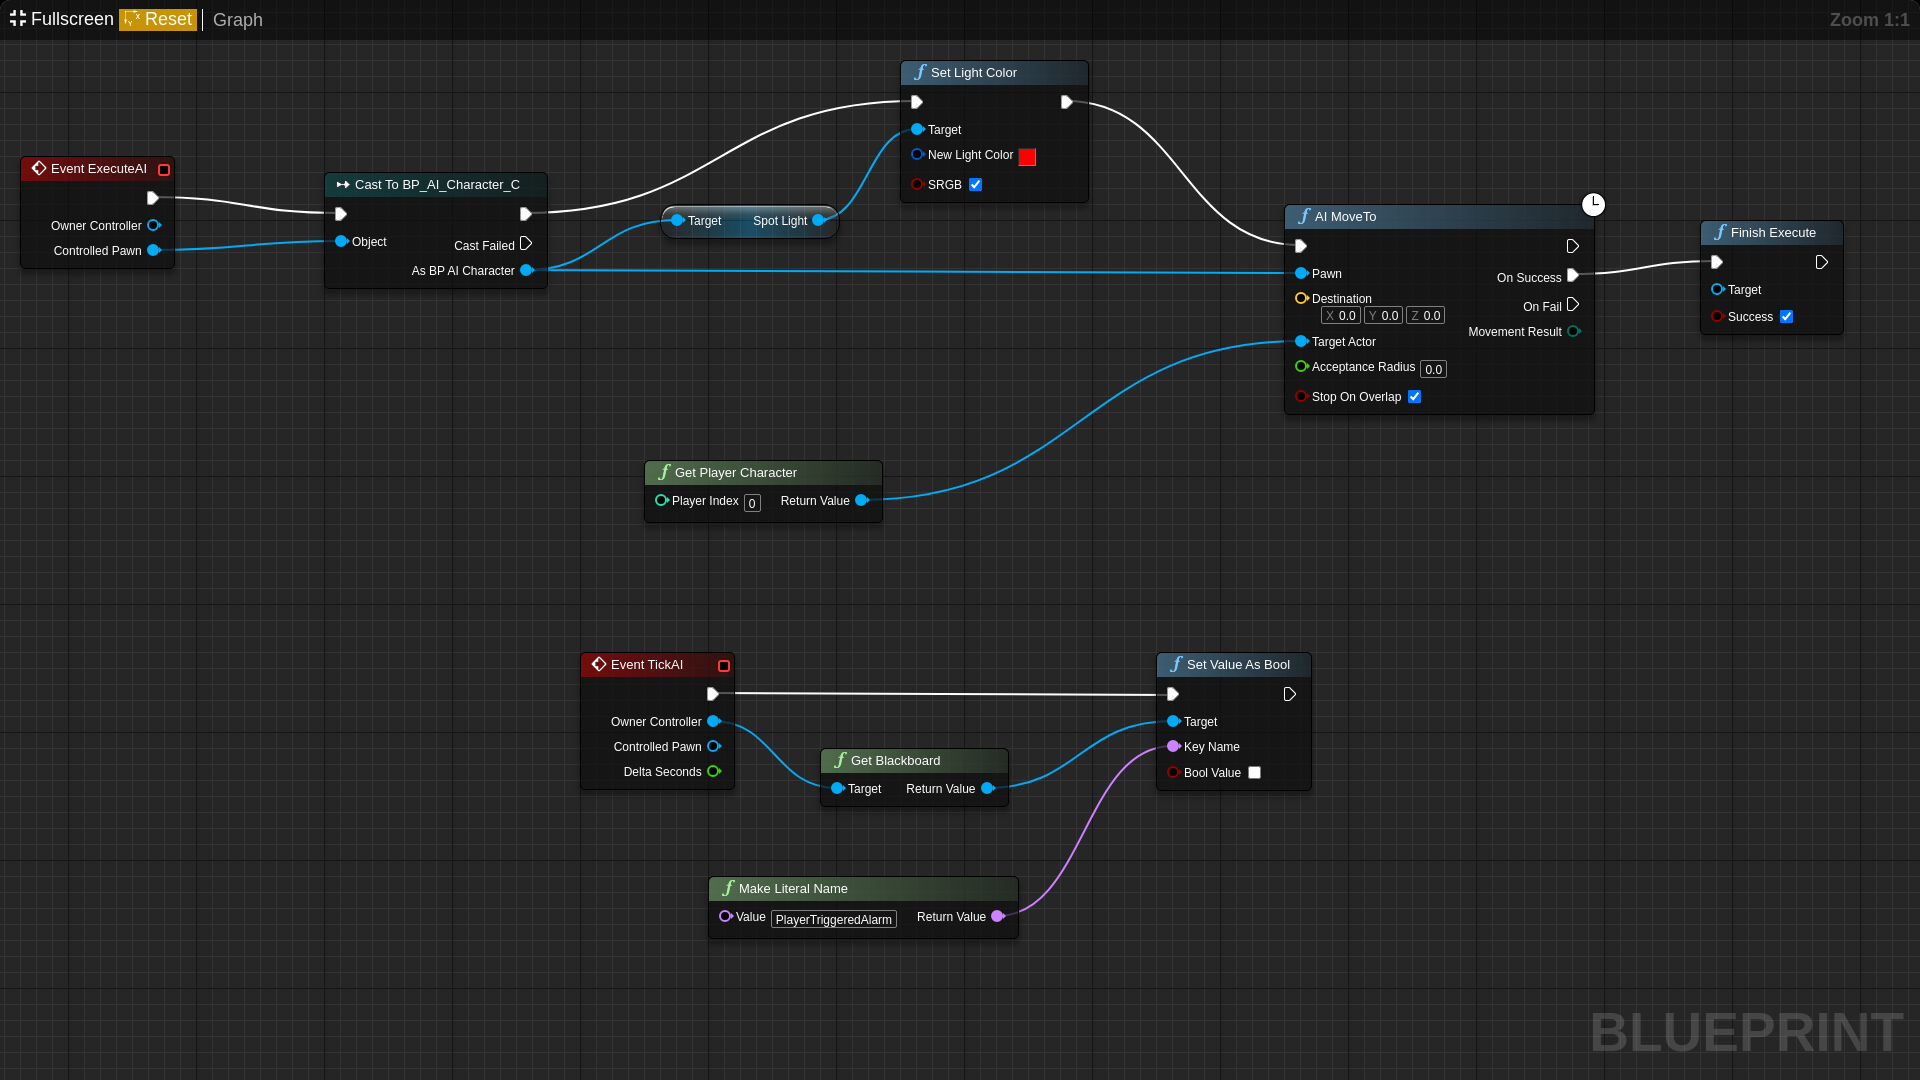 Fullscreen Reset Graph
Zoom 1:1
Set Light Color
Target
New Light Color
SRGB
Event ExecuteAI
Owner Controller
Controlled Pawn
Cast To BP_AI_Character_C
Object
Cast Failed
As BP AI Character
Target Spot Light
AI MoveTo
Pawn
On Success
Destination
X 0.0 Y 0.0 Z 0.0
On Fail
Movement Result
Target Actor
Acceptance Radius 0.0
Stop On Overlap
Finish Execute
Target
Success
Get Player Character
Player Index 0 Return Value
Event TickAI
Owner Controller
Controlled Pawn
Delta Seconds
Get Blackboard
Target Return Value
Set Value As Bool
Target
Key Name
Bool Value
Make Literal Name
Value PlayerTriggeredAlarm Return Value
BLUEPRINT